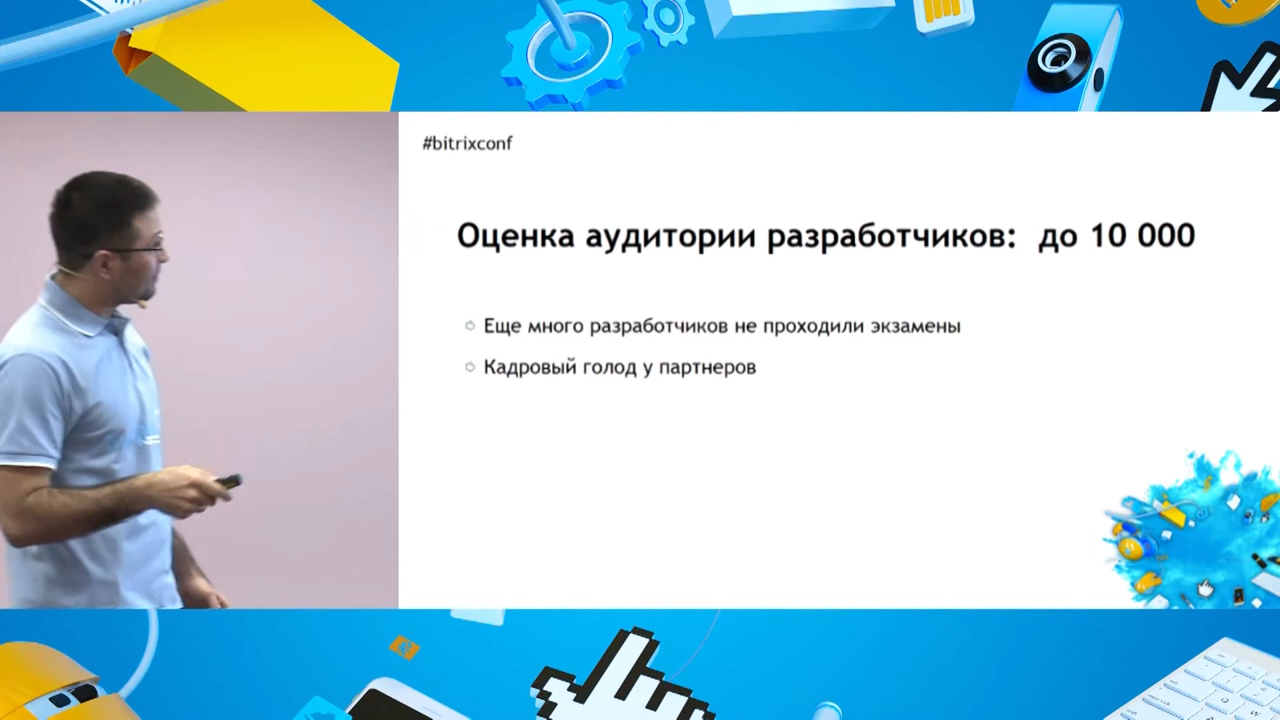 #bitrixconf
Оценка аудитории разработчиков: до 10 000
Еще много разработчиков не проходили экзамены
Кадровый голод у партнеров